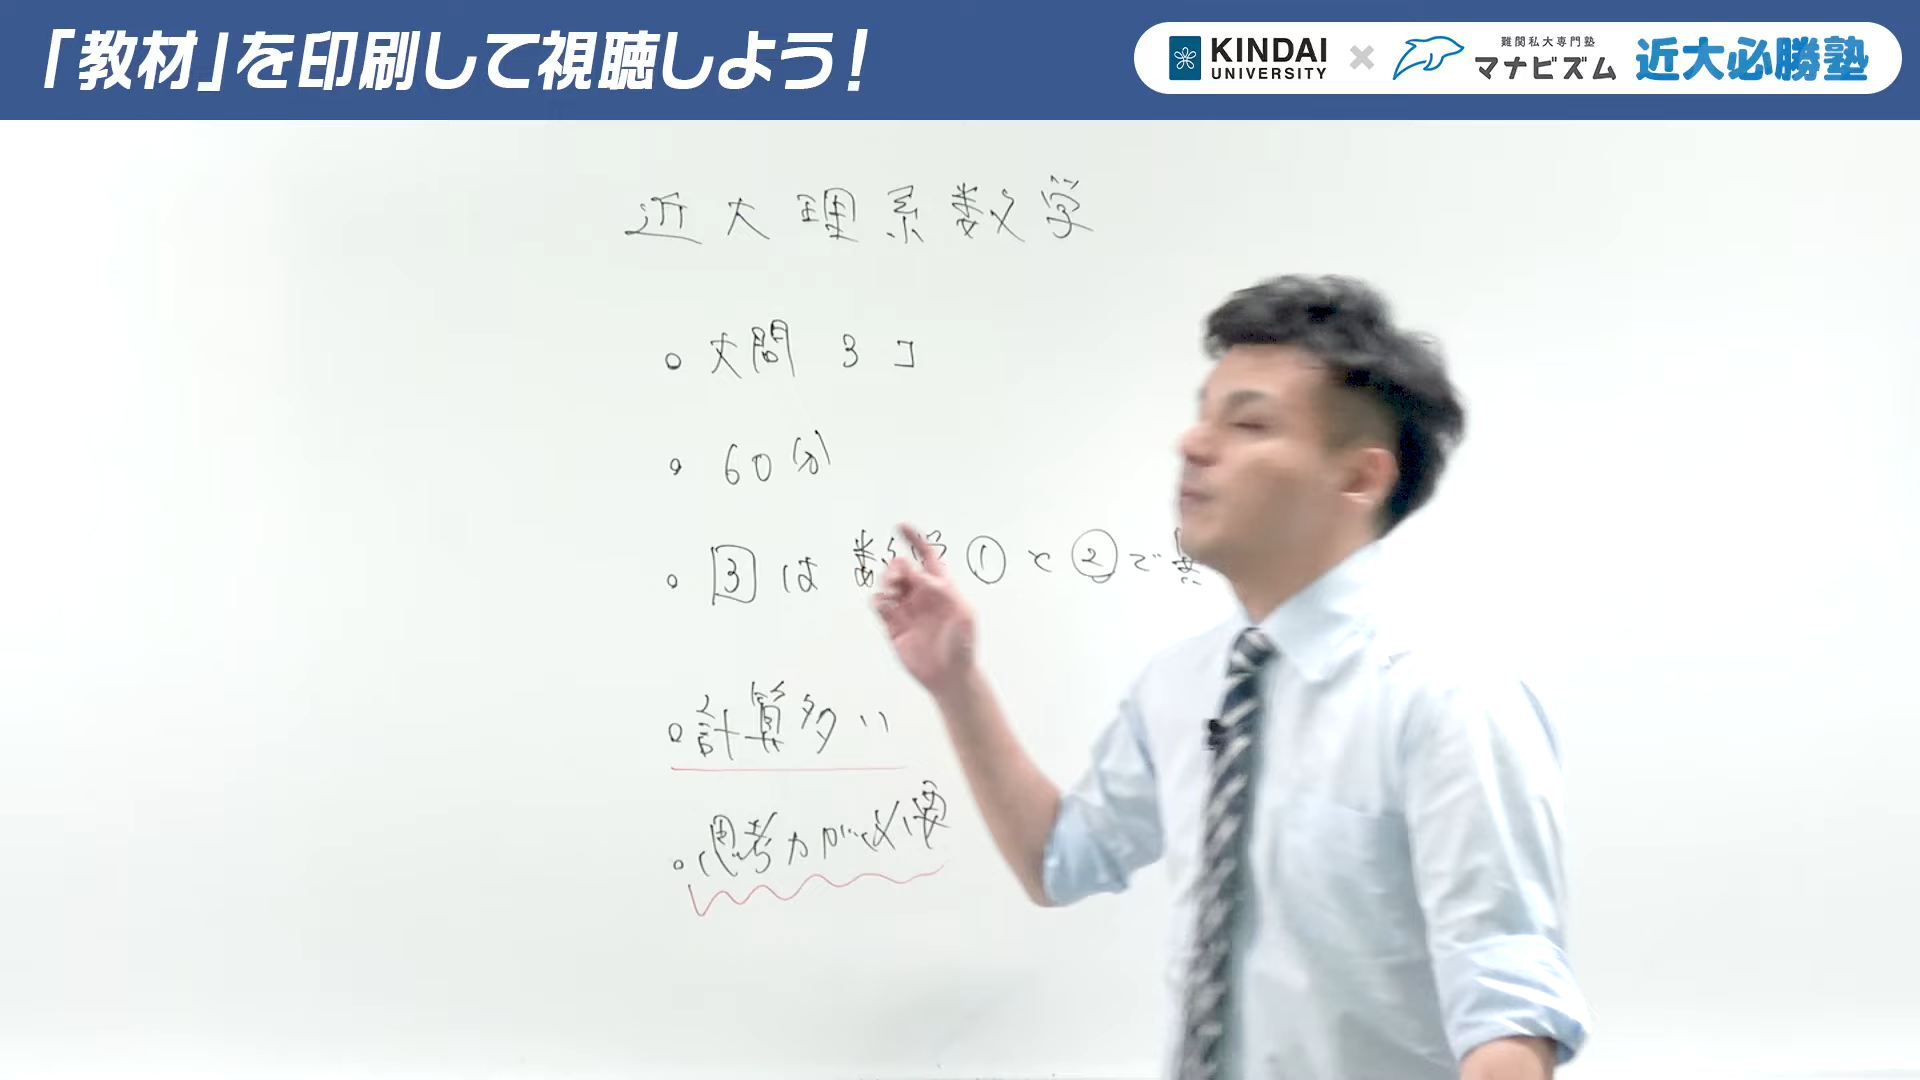 「教材」を印刷して視聴しよう!
KINDAI UNIVERSITY × 難関私大専門塾 マナビズム 近大必勝塾
近大理系数学
大問 3コ
60分
3 は 数学 ① と ② で
計算多い
思考力が必要